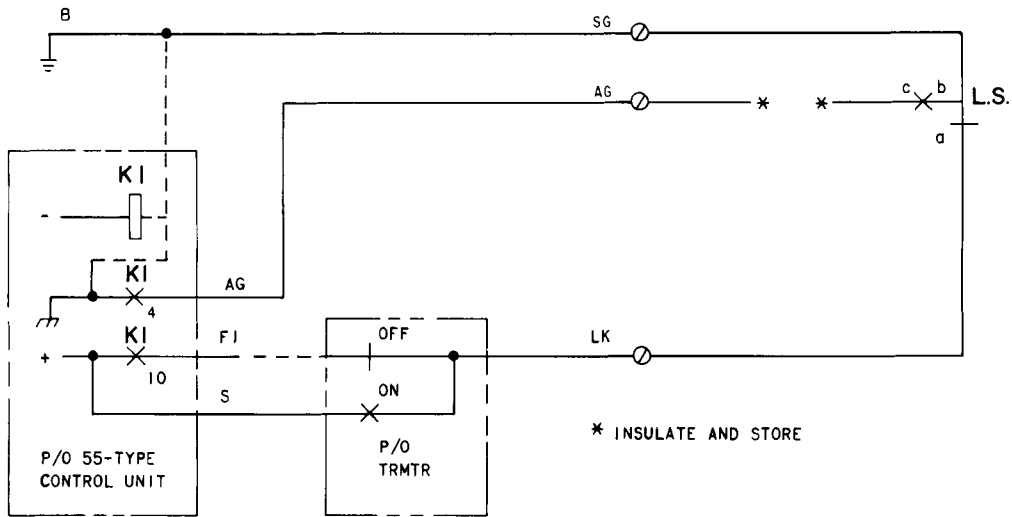 8
SG
AG
c b
L.S.
a
K1
-
K1
4
AG
+
K1
10
F1
OFF
LK
S
ON
P/O 55-TYPE
CONTROL UNIT
P/O
TRMTR
* INSULATE AND STORE